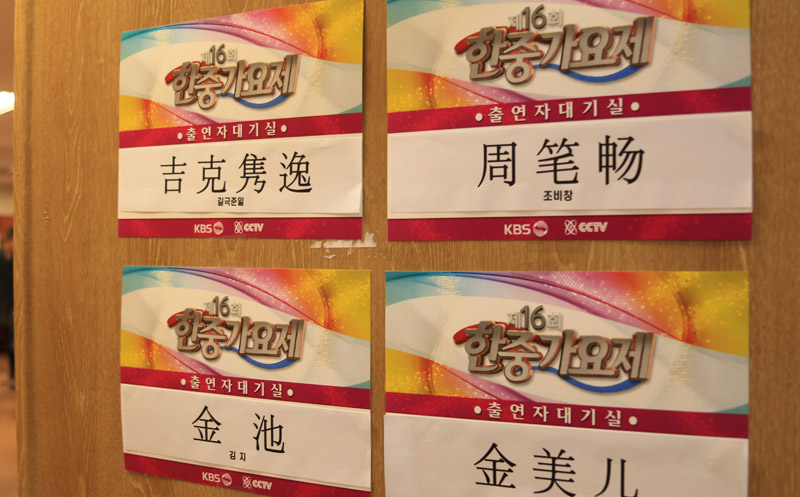 제16회
한중가요제
•출연자대기실•
吉克隽逸
길극준일
KBS CCTV
제16회
한중가요제
•출연자대기실•
周笔畅
조비창
KBS CCTV
제16회
한중가요제
•출연자대기실•
金池
김지
KBS CCTV
제16회
한중가요제
•출연자대기실•
金美儿